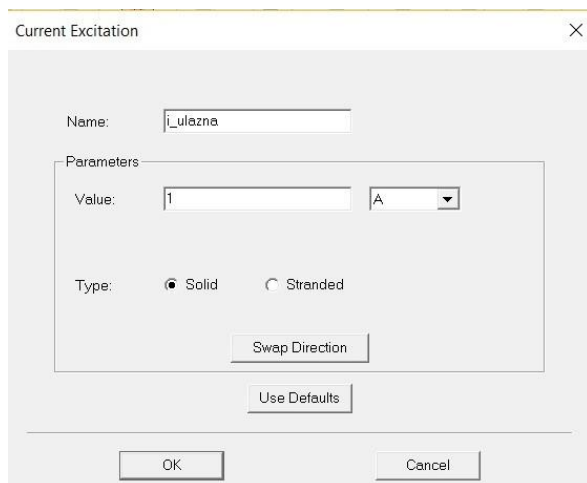 Current Excitation
Name: i_ulazna
Parameters
Value: 1 A
Type: Solid Stranded
Swap Direction
Use Defaults
OK Cancel